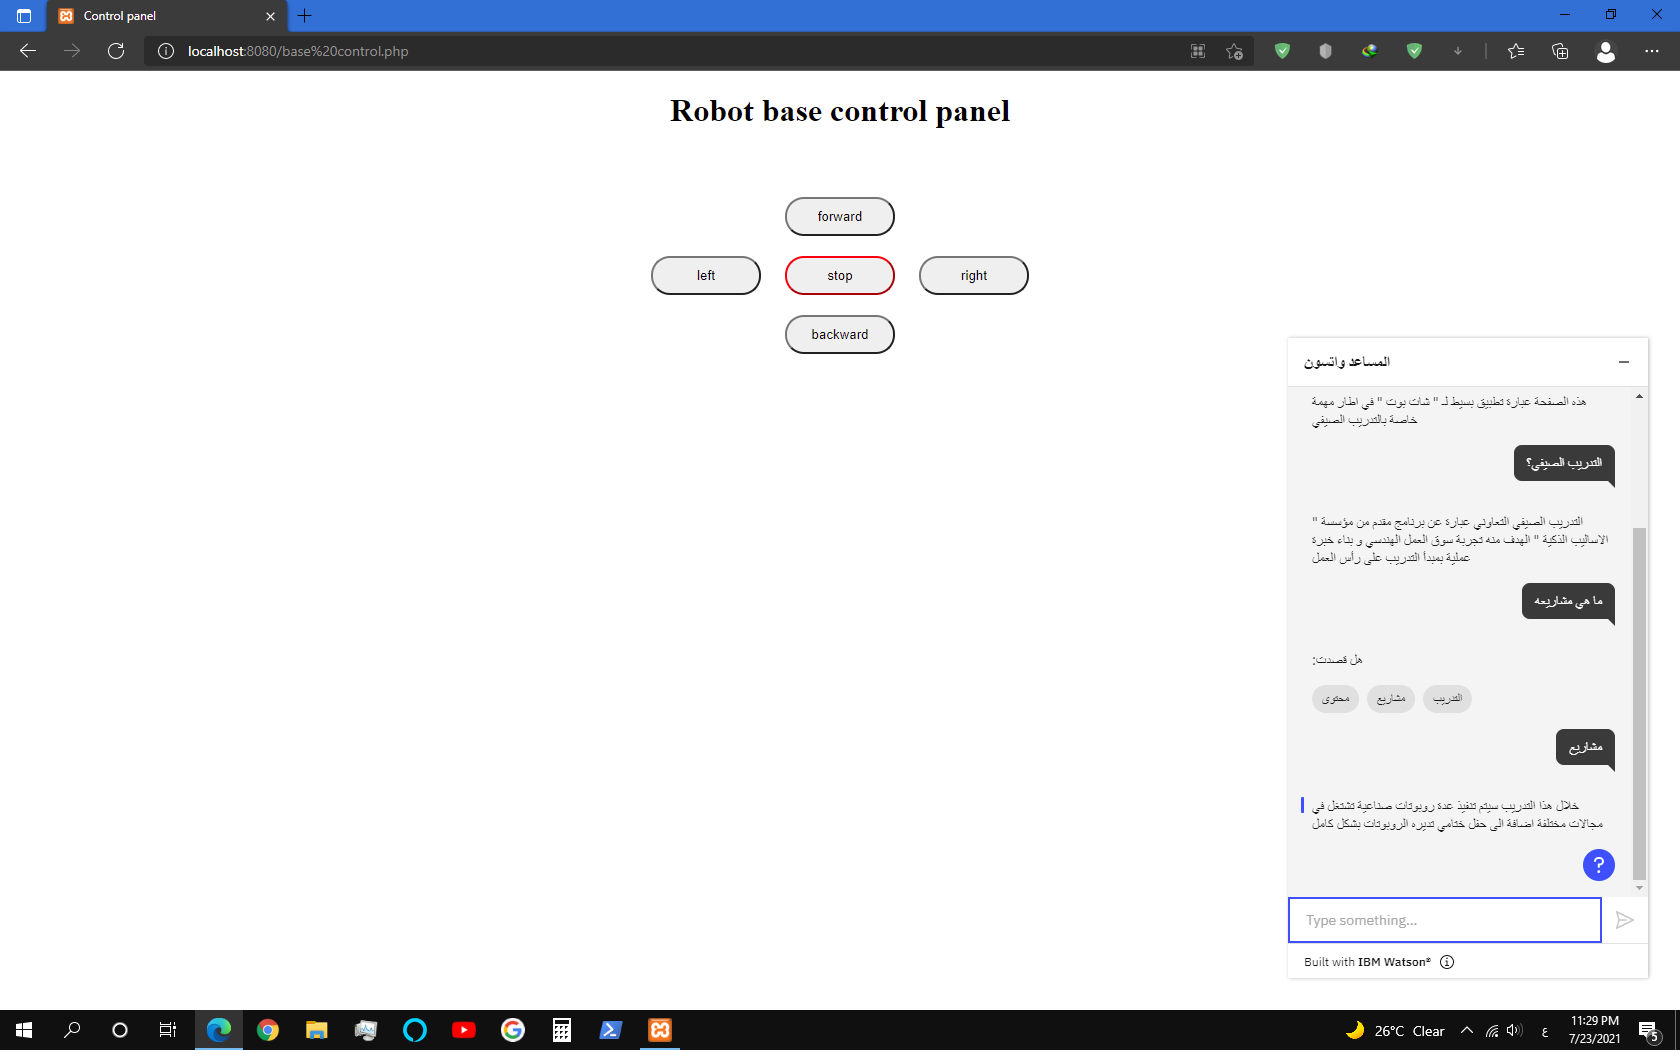 Control panel
localhost:8080/base%20control.php
Robot base control panel
forward
left
stop
right
backward
المساعد واتسون
هذه الصفحة عبارة تطبيق بسيط لـ " شات بوت " في اطار مهمة
خاصة بالتدريب الصيفي
التدريب الصيفي؟
التدريب الصيفي التعاوني عبارة عن برنامج مقدم من مؤسسة "
الاساليب الذكية " الهدف منه تجربة سوق العمل الهندسي و بناء خبرة
عملية بمبدأ التدريب على رأس العمل
ما هي مشاريعه
هل قصدت:
التدريب
مشاريع
محتوى
مشاريع
خلال هذا التدريب سيتم تنفيذ عدة روبوتات صناعية تشتغل في
مجالات مختلفة اضافة الى حفل ختامي تديره الروبوتات بشكل كامل
?
Type something...
Built with IBM Watson®
26°C Clear
ع
11:29 PM
7/23/2021
5